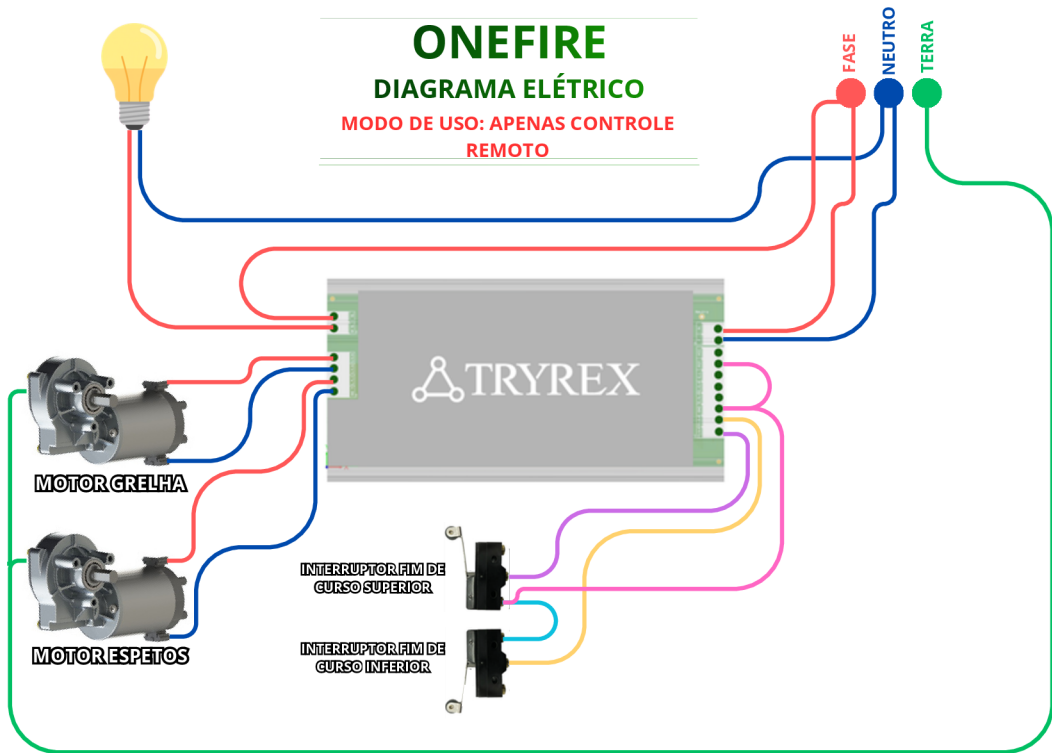 ONEFIRE
DIAGRAMA ELÉTRICO
MODO DE USO: APENAS CONTROLE
REMOTO
FASE
NEUTRO
TERRA
TRYREX
MOTOR GRELHA
MOTOR ESPETOS
INTERRUPTOR FIM DE
CURSO SUPERIOR
INTERRUPTOR FIM DE
CURSO INFERIOR